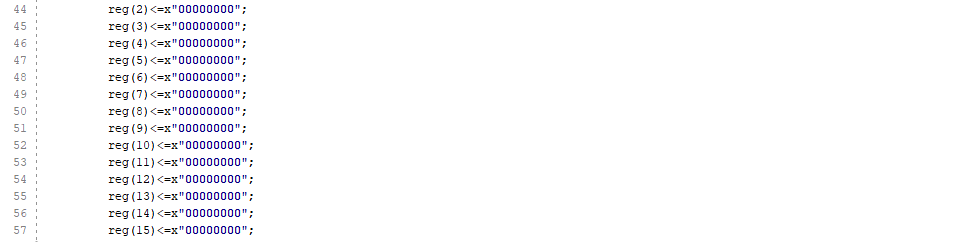 44 reg(2)<=x"00000000";
45 reg(3)<=x"00000000";
46 reg(4)<=x"00000000";
47 reg(5)<=x"00000000";
48 reg(6)<=x"00000000";
49 reg(7)<=x"00000000";
50 reg(8)<=x"00000000";
51 reg(9)<=x"00000000";
52 reg(10)<=x"00000000";
53 reg(11)<=x"00000000";
54 reg(12)<=x"00000000";
55 reg(13)<=x"00000000";
56 reg(14)<=x"00000000";
57 reg(15)<=x"00000000";